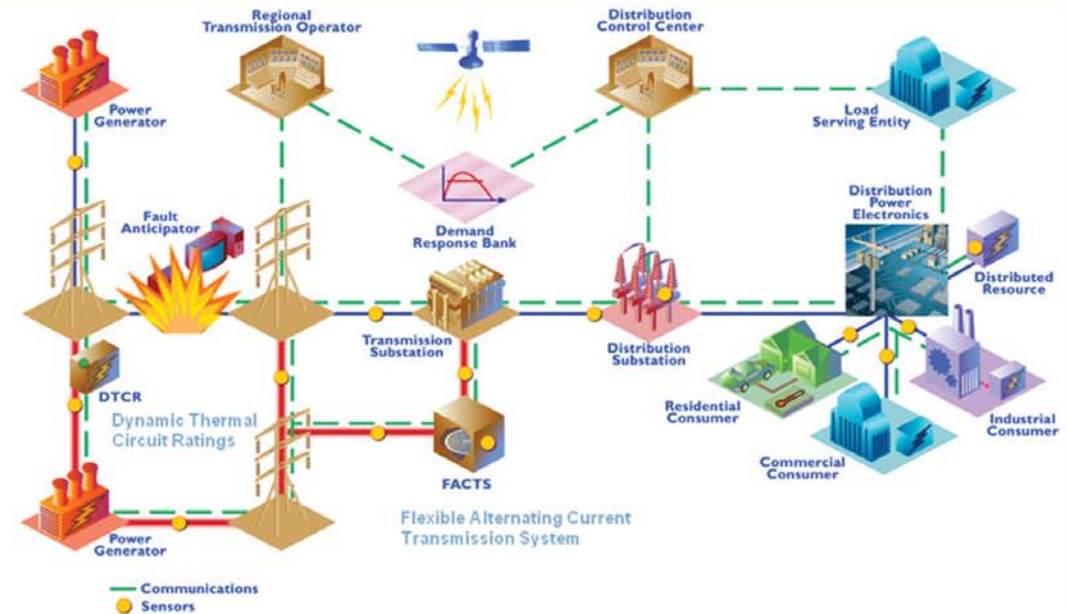 Regional
Transmission Operator
Distribution
Control Center
Power
Generator
Load
Serving Entity
Fault
Anticipator
Demand
Response Bank
Distribution
Power
Electronics
Distributed
Resource
Transmission
Substation
Distribution
Substation
DTCR
Dynamic Thermal
Circuit Ratings
Residential
Consumer
Industrial
Consumer
Commercial
Consumer
FACTS
Flexible Alternating Current
Transmission System
Power
Generator
Communications
Sensors